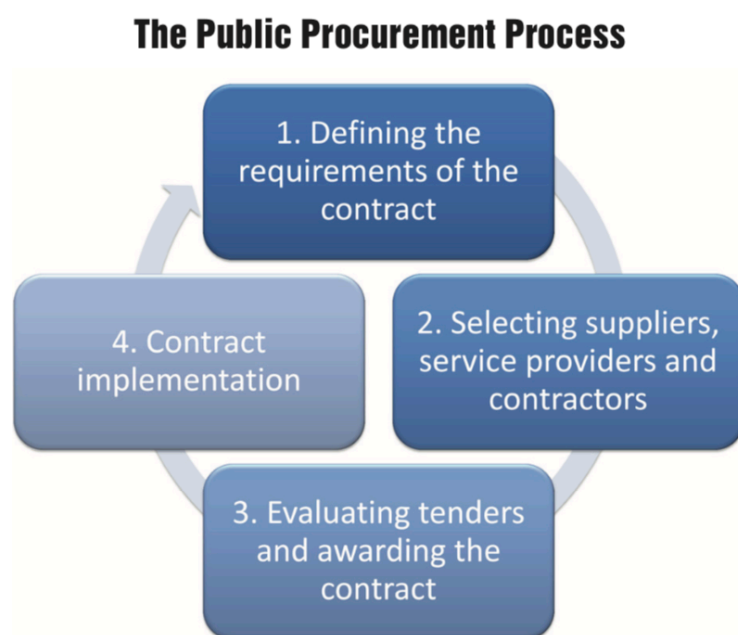 The Public Procurement Process
1. Defining the
requirements of the
contract
2. Selecting suppliers,
service providers and
contractors
3. Evaluating tenders
and awarding the
contract
4. Contract
implementation